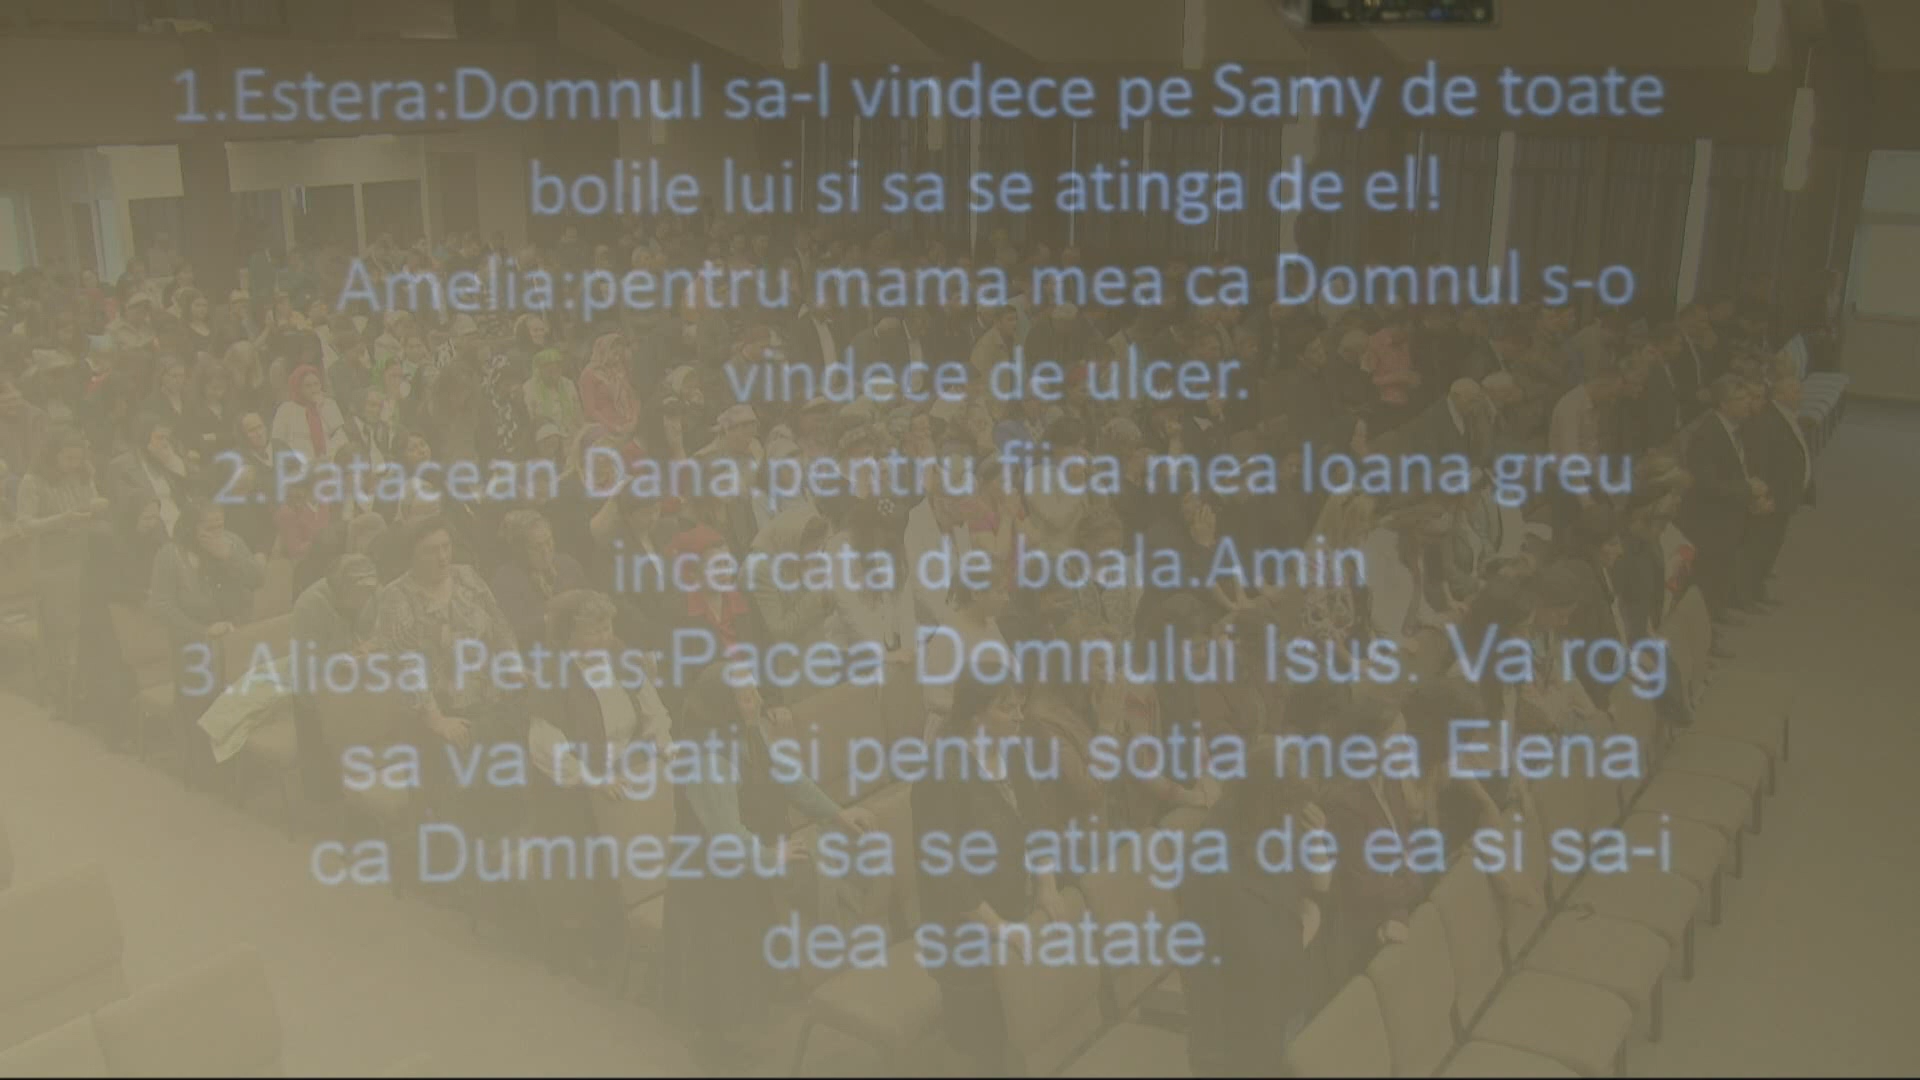 1.Estera:Domnul sa-l vindece pe Samy de toate
bolile lui si sa se atinga de el!
Amelia:pentru mama mea ca Domnul s-o
vindece de ulcer.
2.Patacean Dana:pentru fiica mea Ioana greu
incercata de boala.Amin
3.Aliosa Petras:Pacea Domnului Isus. Va rog
sa va rugati si pentru sotia mea Elena
ca Dumnezeu sa se atinga de ea si sa-i
dea sanatate.